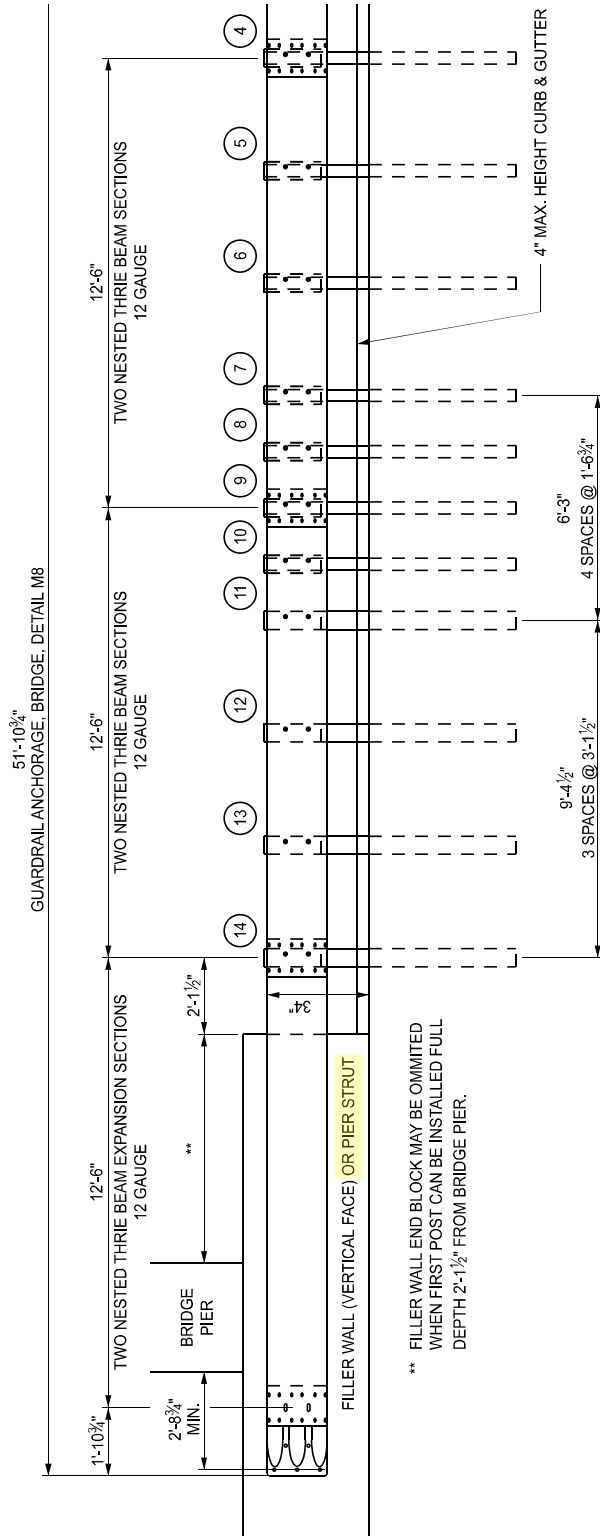 51'-10¾"
GUARDRAIL ANCHORAGE, BRIDGE, DETAIL M8
1'-10¾"
12'-6"
TWO NESTED THRIE BEAM EXPANSION SECTIONS
12 GAUGE
12'-6"
TWO NESTED THRIE BEAM SECTIONS
12 GAUGE
12'-6"
TWO NESTED THRIE BEAM SECTIONS
12 GAUGE
2'-8¾"
MIN.
BRIDGE
PIER
**
2'-1½"
14
13
12
11
10
9
8
7
6
5
4
34"
FILLER WALL (VERTICAL FACE) OR PIER STRUT
** FILLER WALL END BLOCK MAY BE OMMITED
WHEN FIRST POST CAN BE INSTALLED FULL
DEPTH 2'-1½" FROM BRIDGE PIER.
4" MAX. HEIGHT CURB & GUTTER
9'-4½"
3 SPACES @ 3'-1½"
6'-3"
4 SPACES @ 1'-6¾"